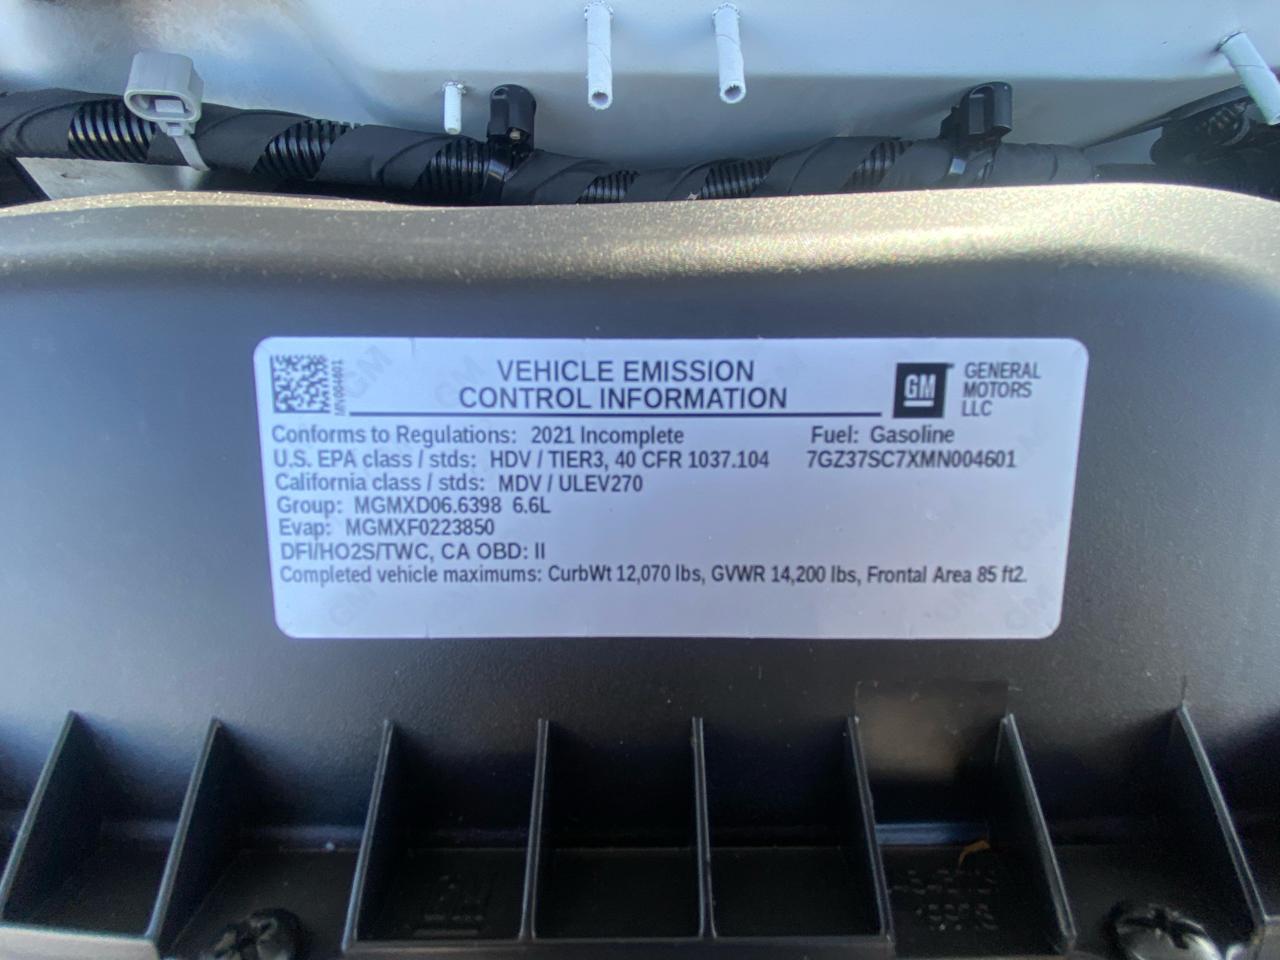 VEHICLE EMISSION
CONTROL INFORMATION
MN004601
GM
GENERAL
MOTORS
LLC
Conforms to Regulations: 2021 Incomplete
Fuel: Gasoline
U.S. EPA class / stds: HDV / TIER3, 40 CFR 1037.104
7GZ37SC7XMN004601
California class / stds: MDV / ULEV270
Group: MGMXD06.6398 6.6L
Evap: MGMXF0223850
DFI/HO2S/TWC, CA OBD: II
Completed vehicle maximums: CurbWt 12,070 lbs, GVWR 14,200 lbs, Frontal Area 85 ft2.